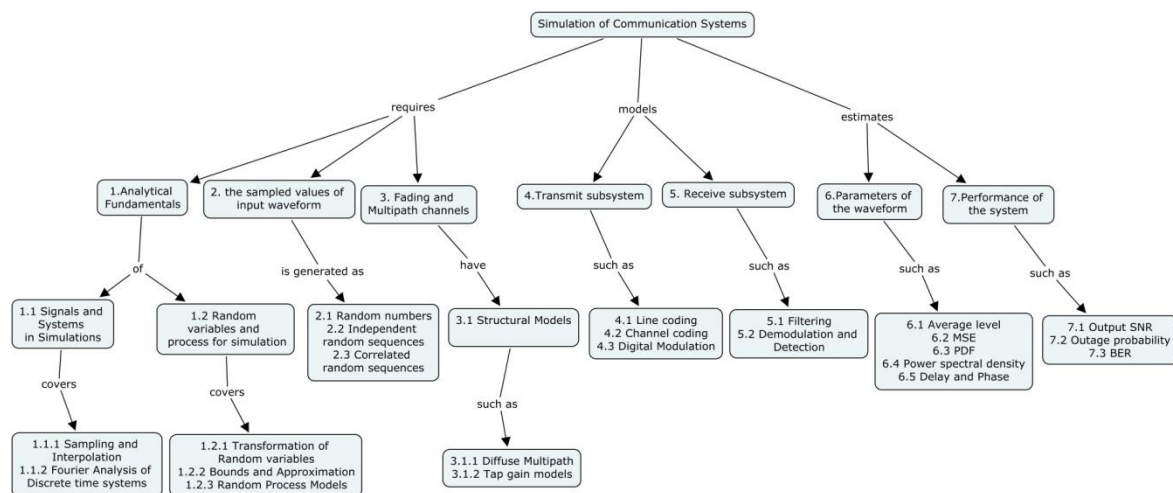 Simulation of Communication Systems
requires
models
estimates
1.Analytical
Fundamentals
2. the sampled values of
input waveform
3. Fading and
Multipath channels
4.Transmit subsystem
5. Receive subsystem
6.Parameters of
the waveform
7.Performance of
the system
of
is generated as
have
such as
such as
such as
such as
1.1 Signals and
Systems
in Simulations
1.2 Random
variables and
process for simulation
2.1 Random numbers
2.2 Independent
random sequences
2.3 Correlated
random sequences
3.1 Structural Models
4.1 Line coding
4.2 Channel coding
4.3 Digital Modulation
5.1 Filtering
5.2 Demodulation and
Detection
6.1 Average level
6.2 MSE
6.3 PDF
6.4 Power spectral density
6.5 Delay and Phase
7.1 Output SNR
7.2 Outage probability
7.3 BER
covers
covers
such as
1.1.1 Sampling and
Interpolation
1.1.2 Fourier Analysis of
Discrete time systems
1.2.1 Transformation of
Random variables
1.2.2 Bounds and Approximation
1.2.3 Random Process Models
3.1.1 Diffuse Multipath
3.1.2 Tap gain models